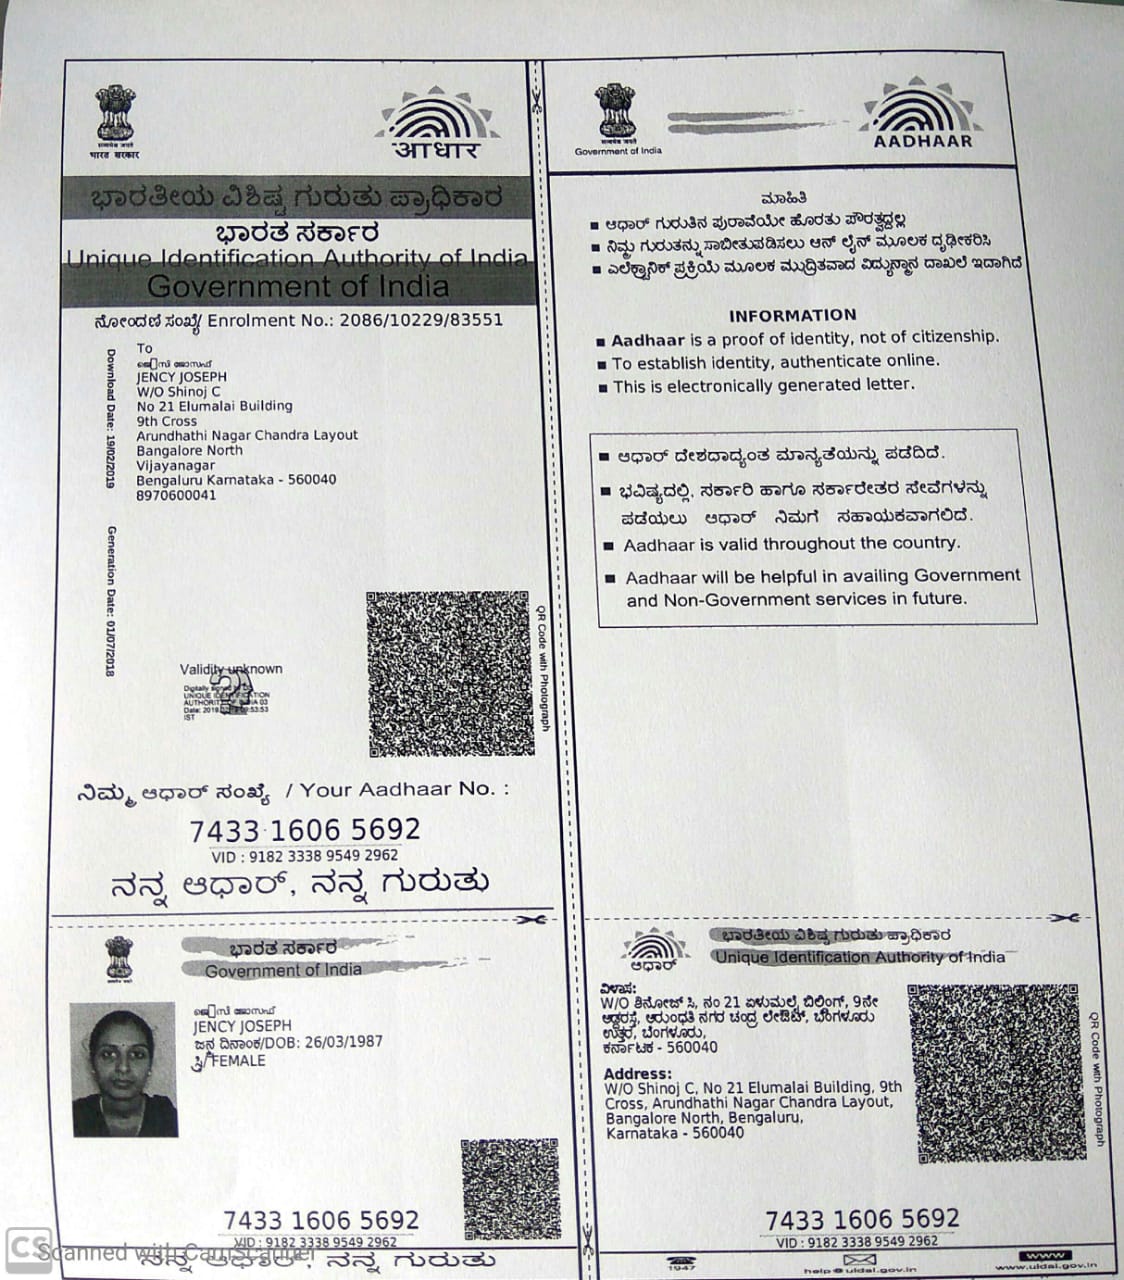 सत्यमेव जयते
भारत सरकार
आधार
ಭಾರತೀಯ ವಿಶಿಷ್ಟ ಗುರುತು ಪ್ರಾಧಿಕಾರ
ಭಾರತ ಸರ್ಕಾರ
Unique Identification Authority of India
Government of India
ನೋಂದಣಿ ಸಂಖ್ಯೆ/ Enrolment No.: 2086/10229/83551
Download Date: 19/02/2019
Generation Date: 01/07/2018
To
ജോസഫ്
JENCY JOSEPH
W/O Shinoj C
No 21 Elumalai Building
9th Cross
Arundhathi Nagar Chandra Layout
Bangalore North
Vijayanagar
Bengaluru Karnataka - 560040
8970600041
QR Code with Photograph
Validity unknown
Digitally signed by
UNIQUE IDENTIFICATION
AUTHORITY OF INDIA 03
IST
ನಿಮ್ಮ ಆಧಾರ್ ಸಂಖ್ಯೆ / Your Aadhaar No. :
7433 1606 5692
VID : 9182 3338 9549 2962
ನನ್ನ ಆಧಾರ್, ನನ್ನ ಗುರುತು
Government of India
AADHAAR
ಮಾಹಿತಿ
■ ಆಧಾರ್ ಗುರುತಿನ ಪುರಾವೆಯೇ ಹೊರತು ಪೌರತ್ವದ್ದಲ್ಲ
■ ನಿಮ್ಮ ಗುರುತನ್ನು ಸಾಬೀತುಪಡಿಸಲು ಆನ್ ಲೈನ್ ಮೂಲಕ ದೃಢೀಕರಿಸಿ
■ ಎಲೆಕ್ಟ್ರಾನಿಕ್ ಪ್ರಕ್ರಿಯೆ ಮೂಲಕ ಮುದ್ರಿತವಾದ ವಿದ್ಯುನ್ಮಾನ ದಾಖಲೆ ಇದಾಗಿದೆ
INFORMATION
■ Aadhaar is a proof of identity, not of citizenship.
■ To establish identity, authenticate online.
■ This is electronically generated letter.
■ ಆಧಾರ್ ದೇಶದಾದ್ಯಂತ ಮಾನ್ಯತೆಯನ್ನು ಪಡೆದಿದೆ.
■ ಭವಿಷ್ಯದಲ್ಲಿ, ಸರ್ಕಾರಿ ಹಾಗೂ ಸರ್ಕಾರೇತರ ಸೇವೆಗಳನ್ನು
ಪಡೆಯಲು ಆಧಾರ್ ನಿಮಗೆ ಸಹಾಯಕವಾಗಲಿದೆ.
■ Aadhaar is valid throughout the country.
■ Aadhaar will be helpful in availing Government
and Non-Government services in future.
ಭಾರತ ಸರ್ಕಾರ
Government of India
ജോസഫ്
JENCY JOSEPH
ಜನ್ಮ ದಿನಾಂಕ/DOB: 26/03/1987
ಸ್ತ್ರೀ/ FEMALE
7433 1606 5692
VID : 9182 3338 9549 2962
ನನ್ನ ಆಧಾರ್, ನನ್ನ ಗುರುತು
ಆಧಾರ್
ಭಾರತೀಯ ವಿಶಿಷ್ಟ ಗುರುತು ಪ್ರಾಧಿಕಾರ
Unique Identification Authority of India
ವಿಳಾಸ:
W/O ಶಿನೋಜ್ ಸಿ, ನಂ 21 ಏಳುಮಲೈ ಬಿಲ್ಡಿಂಗ್, 9ನೇ
ಅಡ್ಡರಸ್ತೆ, ಆರುಂಧತಿ ನಗರ ಚಂದ್ರ ಲೇಔಟ್, ಬೆಂಗಳೂರು
ಉತ್ತರ, ಬೆಂಗಳೂರು,
ಕರ್ನಾಟಕ - 560040
Address:
W/O Shinoj C, No 21 Elumalai Building, 9th
Cross, Arundhathi Nagar Chandra Layout,
Bangalore North, Bengaluru,
Karnataka - 560040
QR Code with Photograph
7433 1606 5692
VID : 9182 3338 9549 2962
1947
help@uidai.gov.in
www
www.uidai.gov.in
CS Scanned with CamScanner